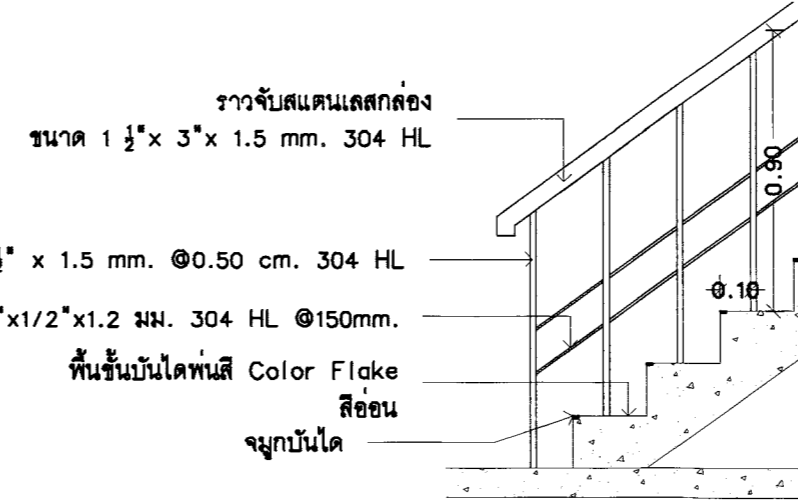 ราวจับสแตนเลสกล่อง
ขนาด 1 ½"x 3"x 1.5 mm. 304 HL
0.90
" x 1.5 mm. @0.50 cm. 304 HL
0.10
"x1/2"x1.2 มม. 304 HL @150mm.
พื้นขั้นบันไดพ่นสี Color Flake
สีอ่อน
จมูกบันได